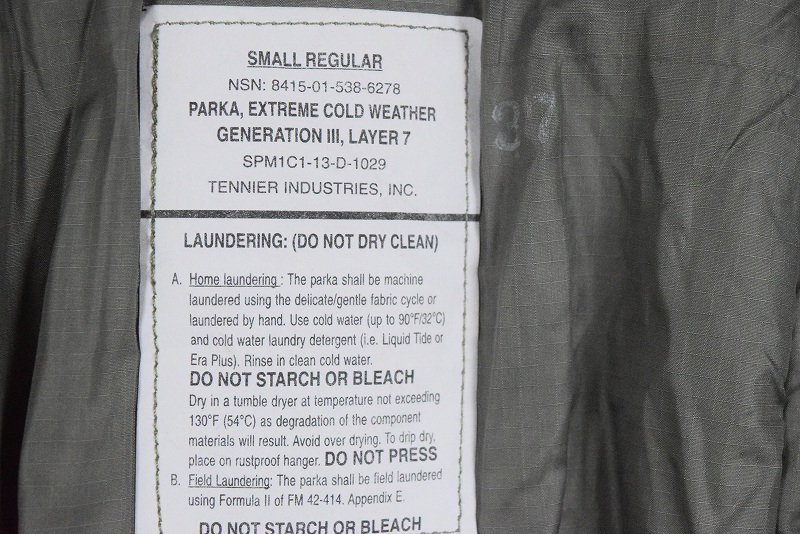 SMALL REGULAR
NSN: 8415-01-538-6278
PARKA, EXTREME COLD WEATHER
GENERATION III, LAYER 7
SPM1C1-13-D-1029
TENNIER INDUSTRIES, INC.
37
LAUNDERING: (DO NOT DRY CLEAN)
A. Home laundering : The parka shall be machine
laundered using the delicate/gentle fabric cycle or
laundered by hand. Use cold water (up to 90°F/32°C)
and cold water laundry detergent (i.e. Liquid Tide or
Era Plus). Rinse in clean cold water.
DO NOT STARCH OR BLEACH
Dry in a tumble dryer at temperature not exceeding
130°F (54°C) as degradation of the component
materials will result. Avoid over drying. To drip dry,
place on rustproof hanger. DO NOT PRESS
B. Field Laundering: The parka shall be field laundered
using Formula II of FM 42-414. Appendix E.
DO NOT STARCH OR BLEACH